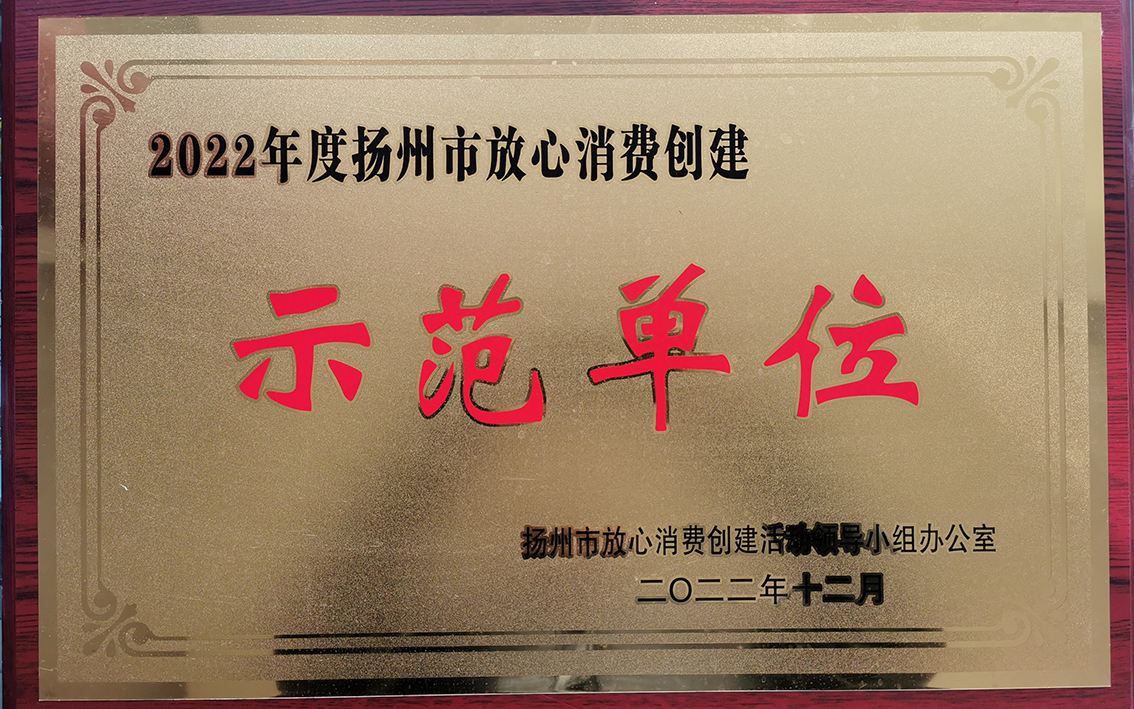 2022年度扬州市放心消费创建
示范单位
扬州市放心消费创建活动领导小组办公室
二〇二二年十二月